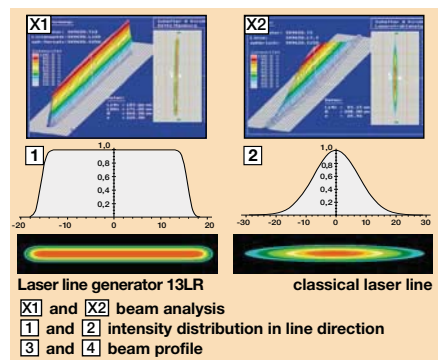 X1
X2
1
1,0
0,8
0,6
0,4
0,2
-20 -10 0 10 20
2
1,0
0,8
0,6
0,4
0,2
-30 -20 -10 0 10 20 30
Laser line generator 13LR
classical laser line
X1 and X2 beam analysis
1 and 2 intensity distribution in line direction
3 and 4 beam profile